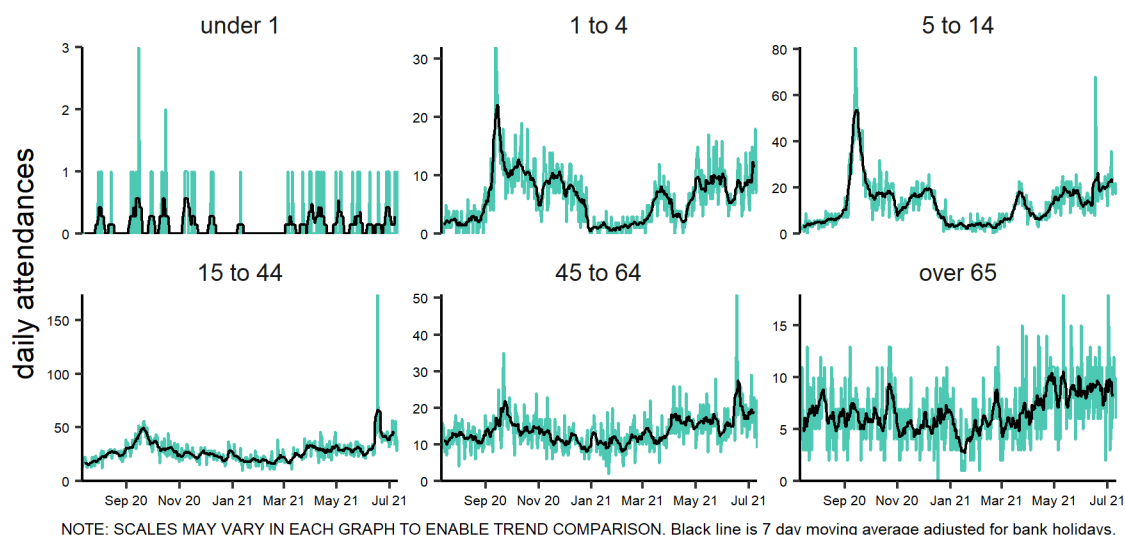 under 1
1 to 4
5 to 14
3
2
1
0
30
20
10
0
80
60
40
20
0
daily attendances
15 to 44
45 to 64
over 65
150
100
50
0
50
40
30
20
10
0
15
10
5
0
Sep 20 Nov 20 Jan 21 Mar 21 May 21 Jul 21
Sep 20 Nov 20 Jan 21 Mar 21 May 21 Jul 21
Sep 20 Nov 20 Jan 21 Mar 21 May 21 Jul 21
NOTE: SCALES MAY VARY IN EACH GRAPH TO ENABLE TREND COMPARISON. Black line is 7 day moving average adjusted for bank holidays.